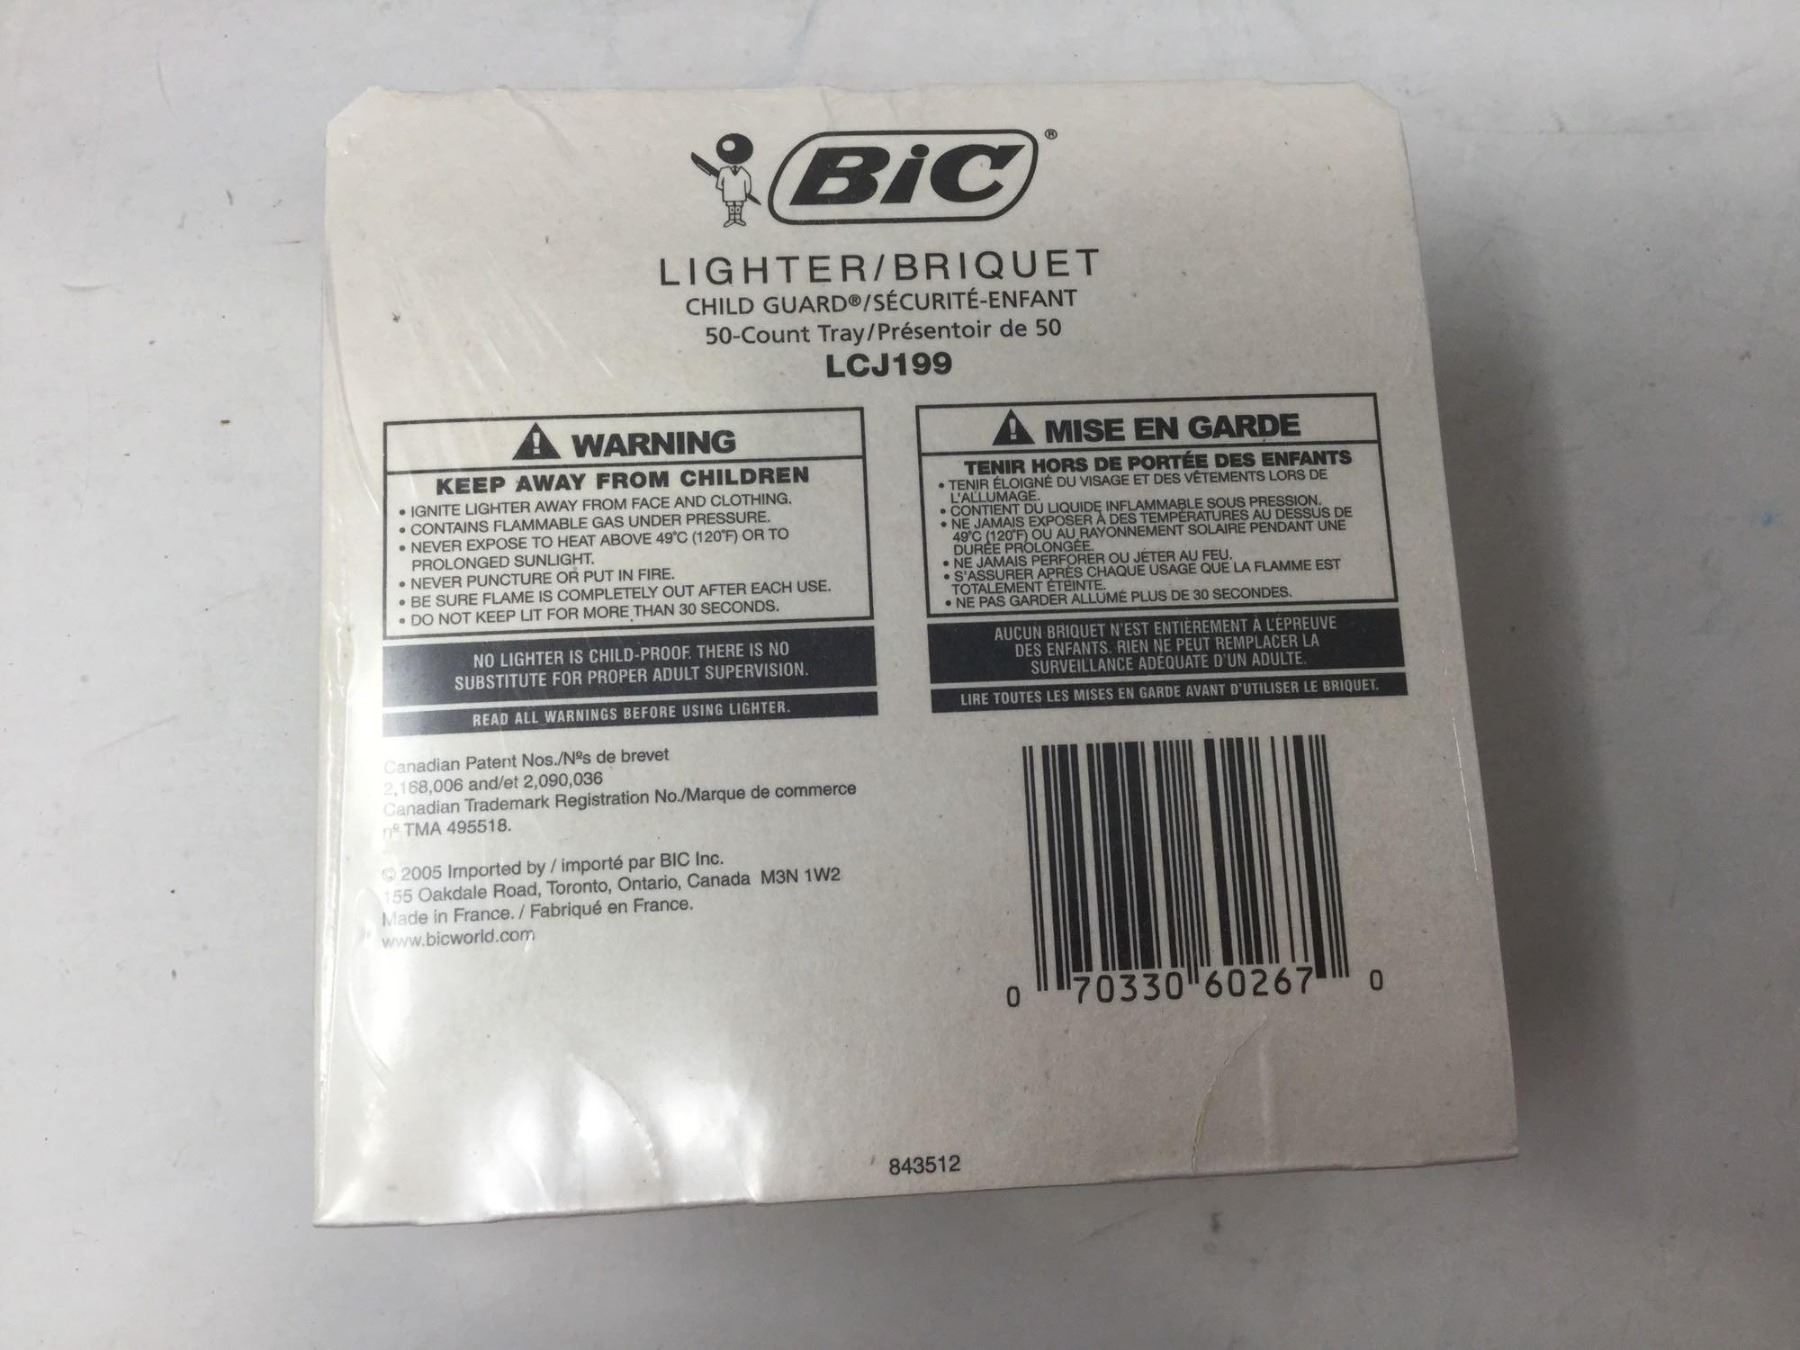 BiC®
LIGHTER/BRIQUET
CHILD GUARD®/SÉCURITÉ-ENFANT
50-Count Tray/Présentoir de 50
LCJ199
WARNING
KEEP AWAY FROM CHILDREN
• IGNITE LIGHTER AWAY FROM FACE AND CLOTHING.
• CONTAINS FLAMMABLE GAS UNDER PRESSURE.
• NEVER EXPOSE TO HEAT ABOVE 49°C (120°F) OR TO
PROLONGED SUNLIGHT.
• NEVER PUNCTURE OR PUT IN FIRE.
• BE SURE FLAME IS COMPLETELY OUT AFTER EACH USE.
• DO NOT KEEP LIT FOR MORE THAN 30 SECONDS.
NO LIGHTER IS CHILD-PROOF. THERE IS NO
SUBSTITUTE FOR PROPER ADULT SUPERVISION.
READ ALL WARNINGS BEFORE USING LIGHTER.
MISE EN GARDE
TENIR HORS DE PORTÉE DES ENFANTS
• TENIR ÉLOIGNÉ DU VISAGE ET DES VÊTEMENTS LORS DE
L'ALLUMAGE.
• CONTIENT DU LIQUIDE INFLAMMABLE SOUS PRESSION.
• NE JAMAIS EXPOSER À DES TEMPÉRATURES AU DESSUS DE
49°C (120°F) OU AU RAYONNEMENT SOLAIRE PENDANT UNE
DURÉE PROLONGÉE.
• NE JAMAIS PERFORER OU JETER AU FEU.
• S'ASSURER APRÈS CHAQUE USAGE QUE LA FLAMME EST
TOTALEMENT ÉTEINTE.
• NE PAS GARDER ALLUMÉ PLUS DE 30 SECONDES.
AUCUN BRIQUET N'EST ENTIÈREMENT À L'ÉPREUVE
DES ENFANTS. RIEN NE PEUT REMPLACER LA
SURVEILLANCE ADÉQUATE D'UN ADULTE.
LIRE TOUTES LES MISES EN GARDE AVANT D'UTILISER LE BRIQUET.
Canadian Patent Nos./Nºs de brevet
2,168,006 and/et 2,090,036
Canadian Trademark Registration No./Marque de commerce
nº TMA 495518.
© 2005 Imported by / importé par BIC Inc.
155 Oakdale Road, Toronto, Ontario, Canada M3N 1W2
Made in France. / Fabriqué en France.
www.bicworld.com
0 70330 60267 0
843512